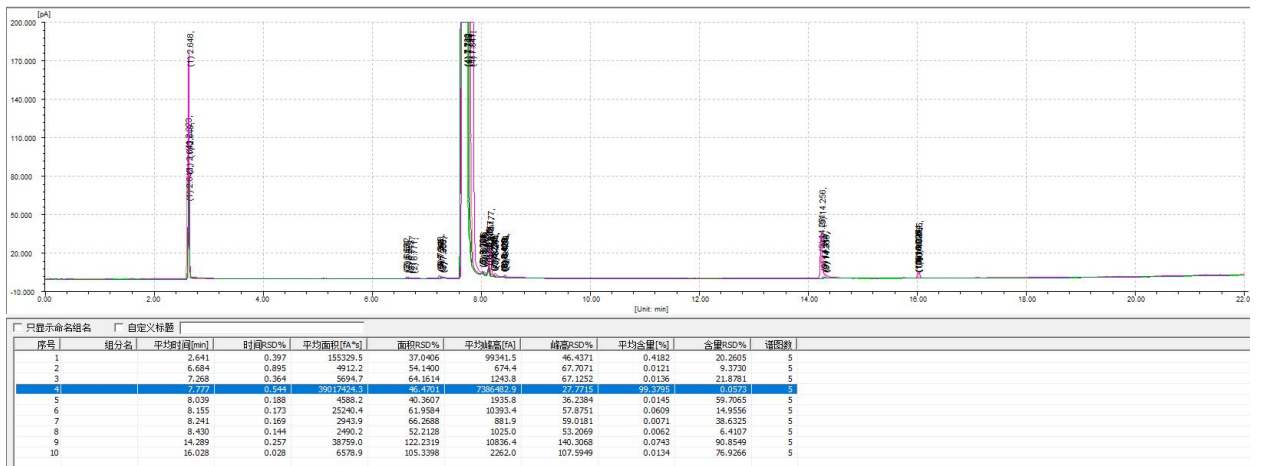 [pA]
200.000
170.000
140.000
110.000
80.000
50.000
20.000
-10.000
(1) 2.648,
14.256,
0.00 2.00 4.00 6.00 8.00 10.00 12.00 14.00 16.00 18.00 20.00 22.0
[Unit: min]
只显示命名组名 自定义标题
序号 组分名 平均时间[min] 时间RSD% 平均面积[fA*s] 面积RSD% 平均峰高[fA] 峰高RSD% 平均含量[%] 含量RSD% 谱图数
1 2.641 0.397 155329.5 37.0406 99341.5 46.4371 0.4182 20.2605 5
2 6.684 0.895 4912.2 54.1400 674.4 67.7071 0.0121 9.3730 5
3 7.268 0.364 5694.7 64.1614 1243.8 67.1252 0.0136 21.8781 5
4 7.777 0.544 39017424.3 46.4701 7386482.9 27.7715 99.3795 0.0573 5
5 8.039 0.188 4588.2 40.3607 1935.8 36.2384 0.0145 59.7065 5
6 8.155 0.173 25240.4 61.9584 10393.4 57.8751 0.0609 14.9556 5
7 8.241 0.169 2943.9 66.2688 881.9 59.0181 0.0071 38.6325 5
8 8.430 0.144 2490.2 52.2128 1025.0 53.2069 0.0062 6.4107 5
9 14.289 0.257 38759.0 122.2319 10836.4 140.3068 0.0743 90.8549 5
10 16.028 0.028 6578.9 105.3398 2262.0 107.5949 0.0134 76.9266 5